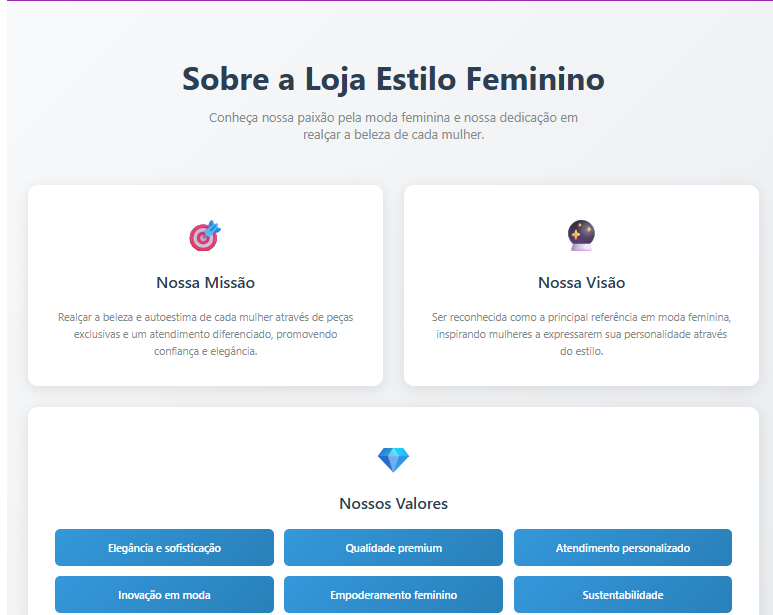 Sobre a Loja Estilo Feminino
Conheça nossa paixão pela moda feminina e nossa dedicação em
realçar a beleza de cada mulher.
Nossa Missão
Realçar a beleza e autoestima de cada mulher através de peças
exclusivas e um atendimento diferenciado, promovendo
confiança e elegância.
Nossa Visão
Ser reconhecida como a principal referência em moda feminina,
inspirando mulheres a expressarem sua personalidade através
do estilo.
Nossos Valores
Elegância e sofisticação
Qualidade premium
Atendimento personalizado
Inovação em moda
Empoderamento feminino
Sustentabilidade